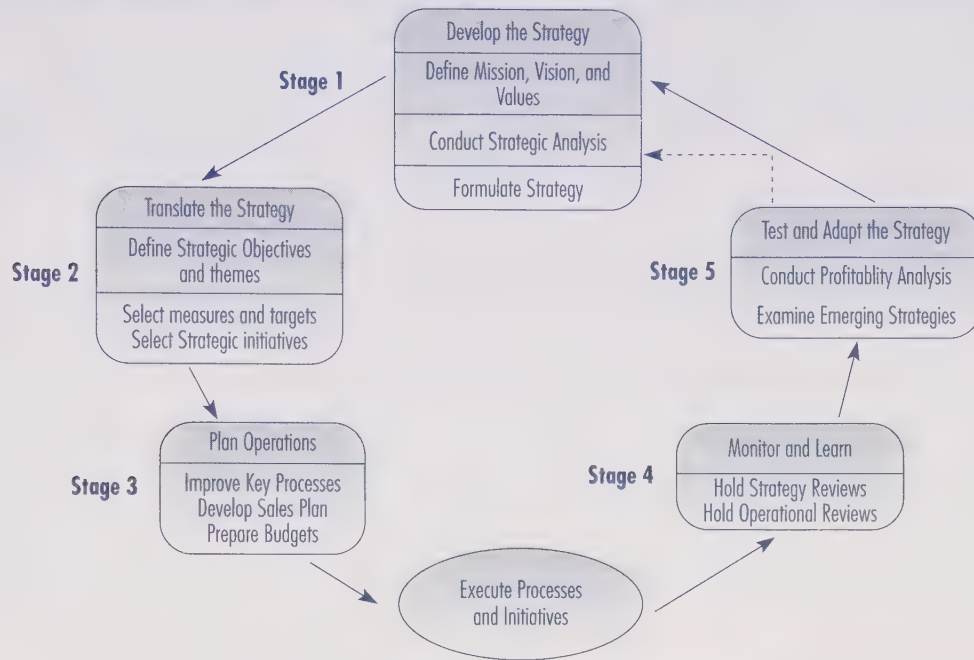 Develop the Strategy
Stage 1
Define Mission, Vision, and
Values
Conduct Strategic Analysis
Formulate Strategy
Translate the Strategy
Stage 2
Define Strategic Objectives
and themes
Select measures and targets
Select Strategic initiatives
Plan Operations
Stage 3
Improve Key Processes
Develop Sales Plan
Prepare Budgets
Execute Processes
and Initiatives
Monitor and Learn
Stage 4
Hold Strategy Reviews
Hold Operational Reviews
Test and Adapt the Strategy
Stage 5
Conduct Profitablity Analysis
Examine Emerging Strategies